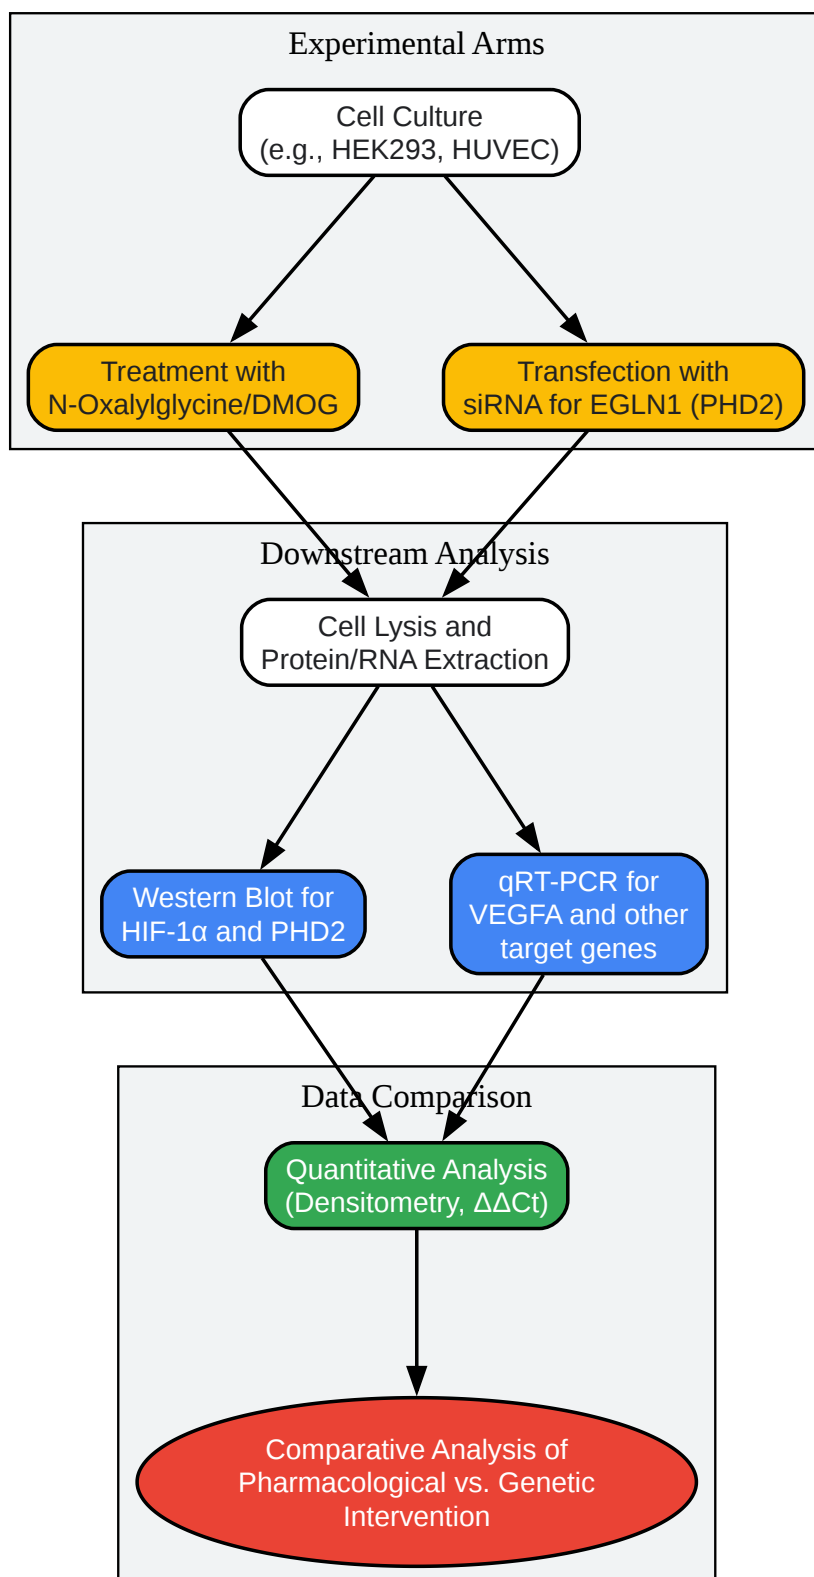 Experimental Arms
Cell Culture
(e.g., HEK293, HUVEC)
Treatment with
N-Oxalylglycine/DMOG
Transfection with
siRNA for EGLN1 (PHD2)
Downstream Analysis
Cell Lysis and
Protein/RNA Extraction
Western Blot for
HIF-1α and PHD2
qRT-PCR for
VEGFA and other
target genes
Data Comparison
Quantitative Analysis
(Densitometry, ΔΔCt)
Comparative Analysis of
Pharmacological vs. Genetic
Intervention